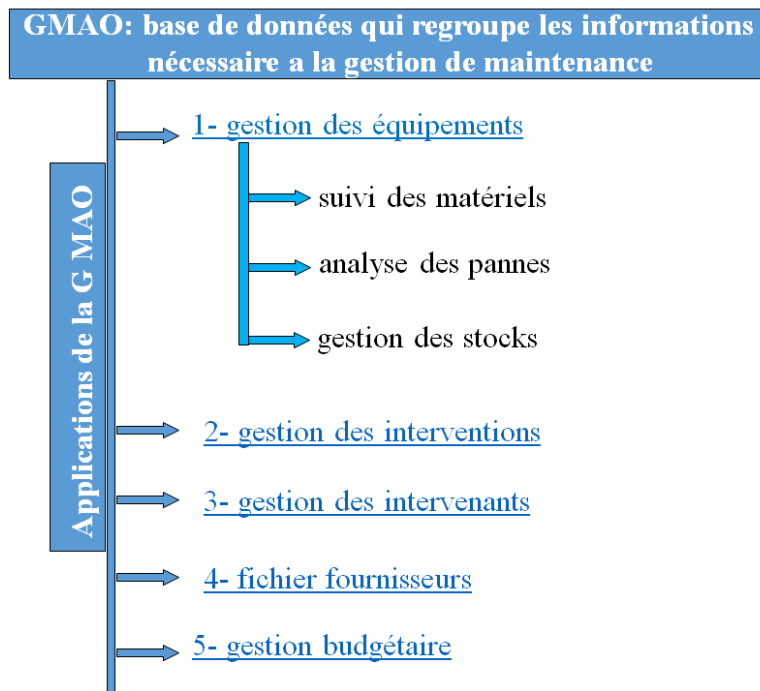 GMAO: base de données qui regroupe les informations
nécessaire a la gestion de maintenance
Applications de la G MAO
1- gestion des équipements
suivi des matériels
analyse des pannes
gestion des stocks
2- gestion des interventions
3- gestion des intervenants
4- fichier fournisseurs
5- gestion budgétaire